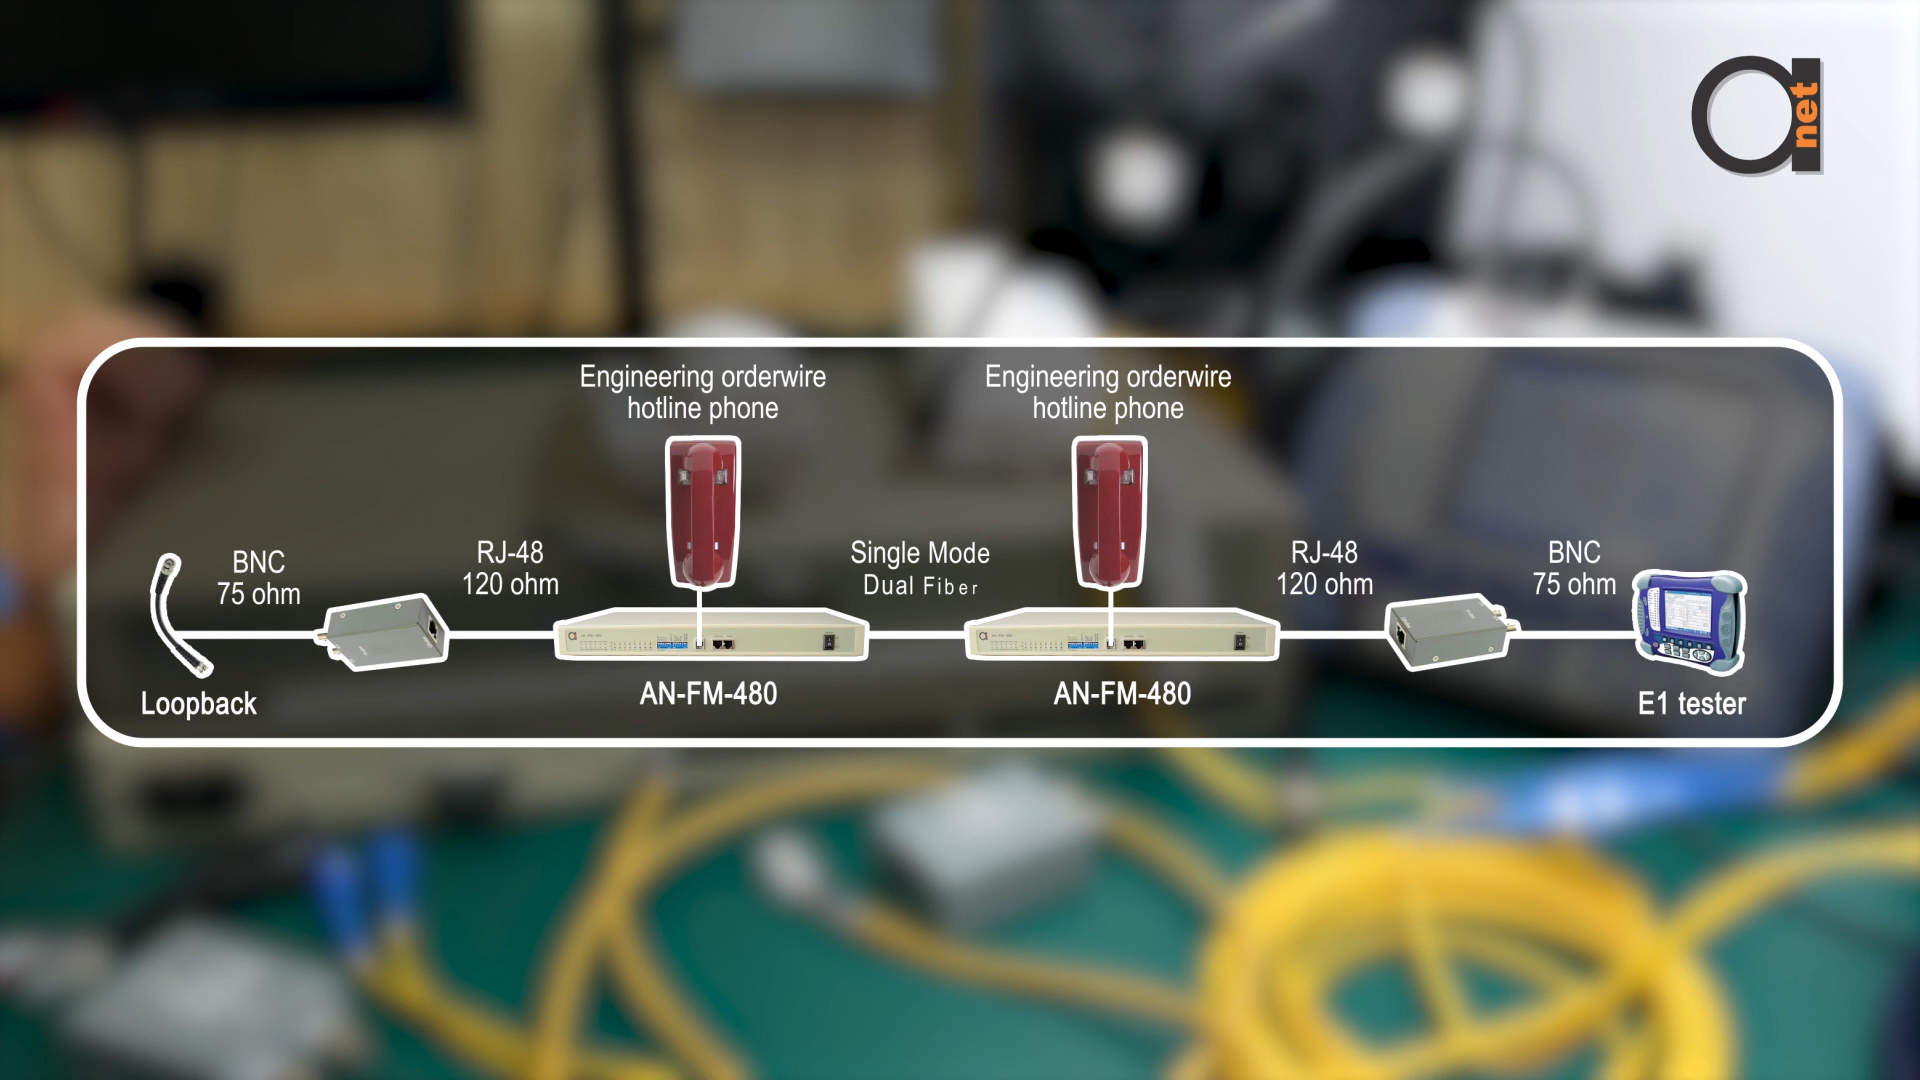 a net
Engineering orderwire
hotline phone
Engineering orderwire
hotline phone
BNC
75 ohm
RJ-48
120 ohm
Single Mode
Dual Fiber
RJ-48
120 ohm
BNC
75 ohm
Loopback
AN-FM-480
AN-FM-480
E1 tester